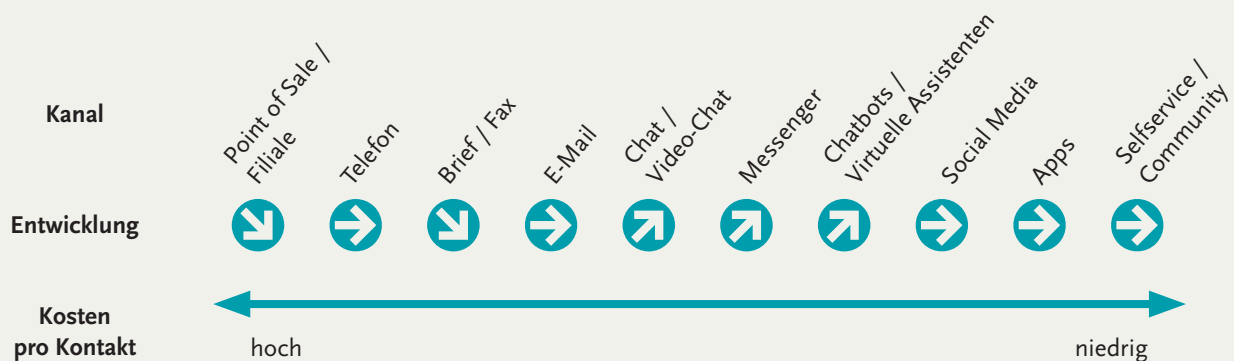 Kanal
Point of Sale /
Filiale
Telefon
Brief / Fax
E-Mail
Chat /
Video-Chat
Messenger
Chatbots /
Virtuelle Assistenten
Social Media
Apps
Selfservice /
Community
Entwicklung
Kosten
pro Kontakt
hoch
niedrig